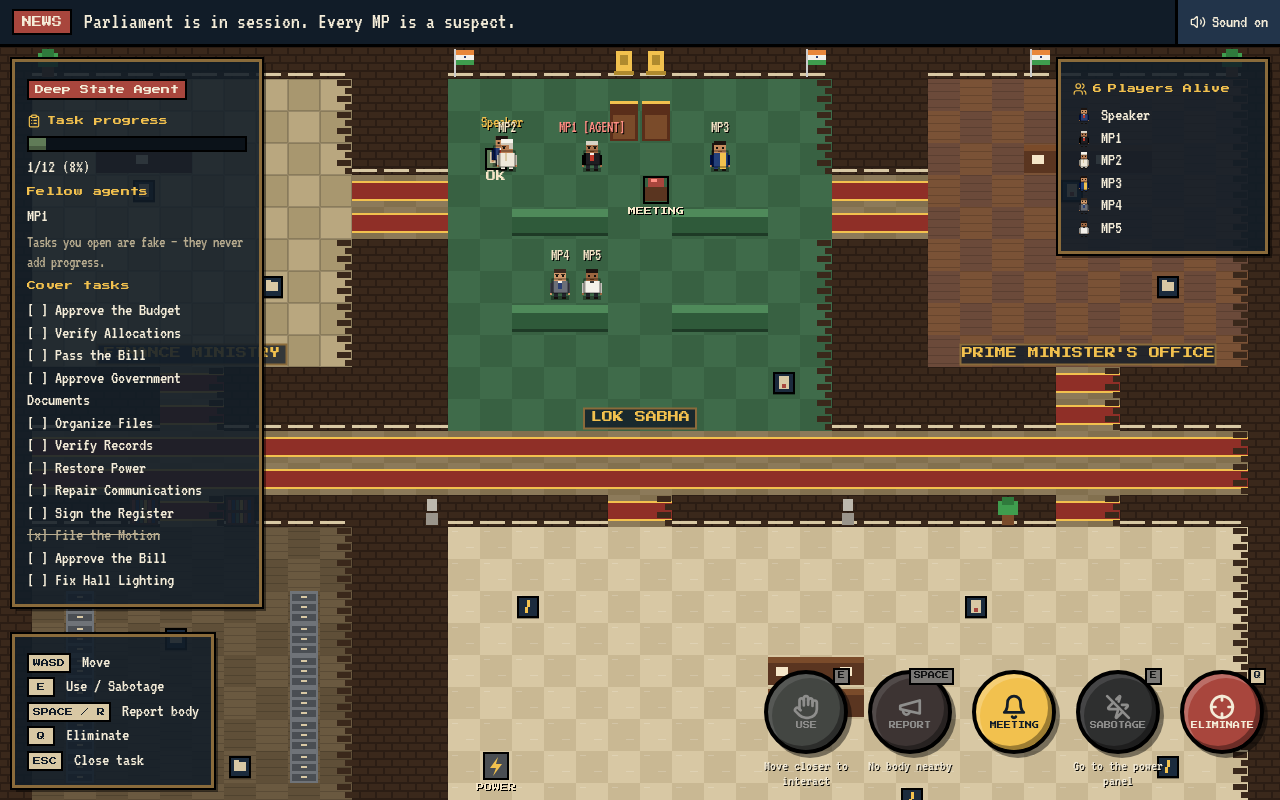 NEWS Parliament is in session. Every MP is a suspect.
Sound on
Deep State Agent
Task progress
1/12 (8%)
Fellow agents
MP1
Tasks you open are fake – they never
add progress.
Cover tasks
[ ] Approve the Budget
[ ] Verify Allocations
[ ] Pass the Bill
[ ] Approve Government
Documents
[ ] Organize Files
[ ] Verify Records
[ ] Restore Power
[ ] Repair Communications
[ ] Sign the Register
[x] File the Motion
[ ] Approve the Bill
[ ] Fix Hall Lighting
WASD Move
E Use / Sabotage
SPACE / R Report body
Q Eliminate
ESC Close task
Speaker
MP2
MP1 [AGENT]
MP3
Ok
MEETING
MP4 MP5
LOK SABHA
MINISTRY
PRIME MINISTER'S OFFICE
6 Players Alive
Speaker
MP1
MP2
MP3
MP4
MP5
POWER
E
USE
Move closer to
interact
SPACE
REPORT
No body nearby
MEETING
E
SABOTAGE
Go to the power
panel
Q
ELIMINATE